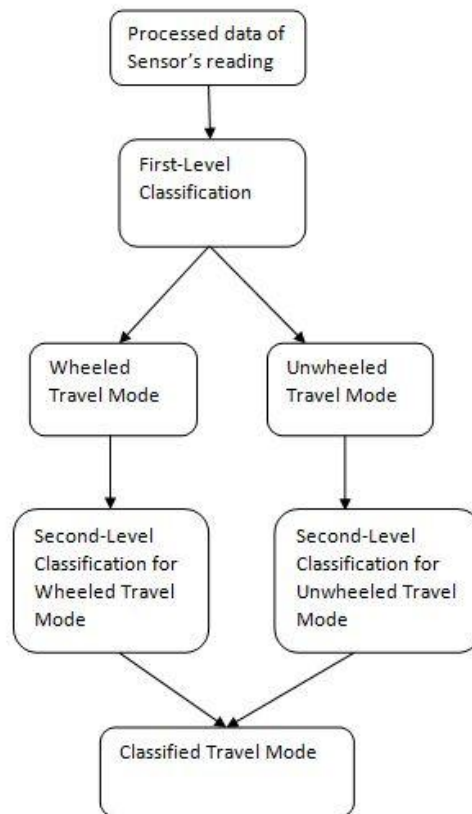 Processed data of
Sensor's reading
First-Level
Classification
Wheeled
Travel Mode
Unwheeled
Travel Mode
Second-Level
Classification for
Wheeled Travel
Mode
Second-Level
Classification for
Unwheeled Travel
Mode
Classified Travel Mode